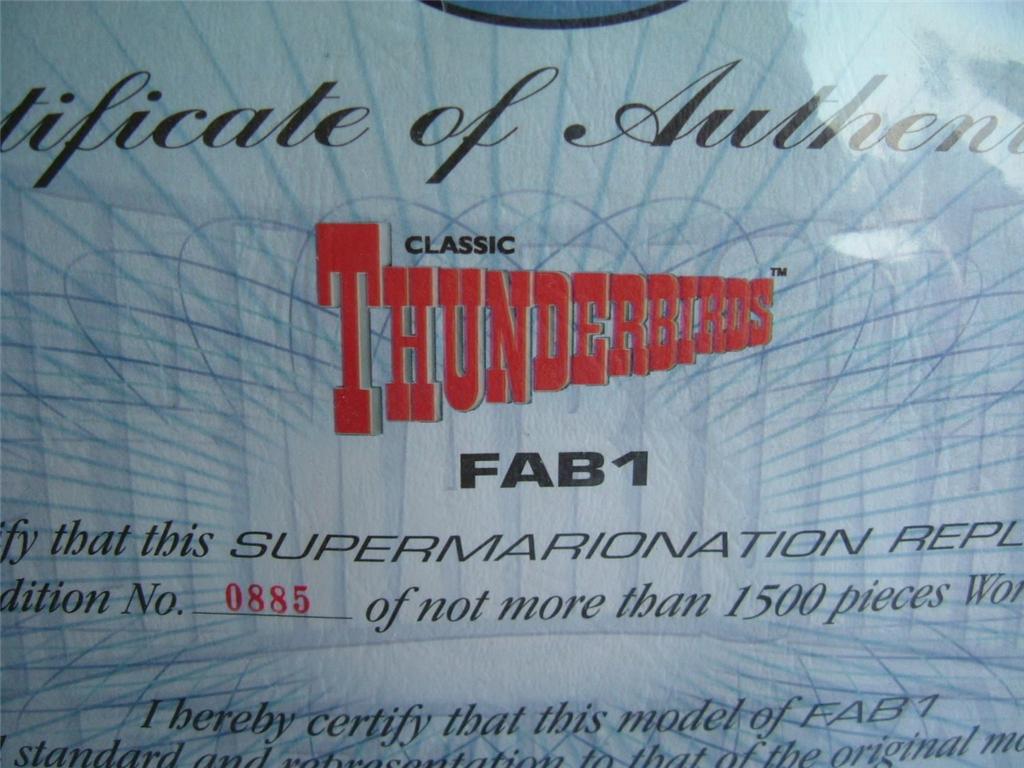 tificate of Authen
CLASSIC
THUNDERBIRDS™
FAB1
ify that this SUPERMARIONATION REPL
dition No. 0885 of not more than 1500 pieces Wor
I hereby certify that this model of FAB1
standard and representation to that of the original mo